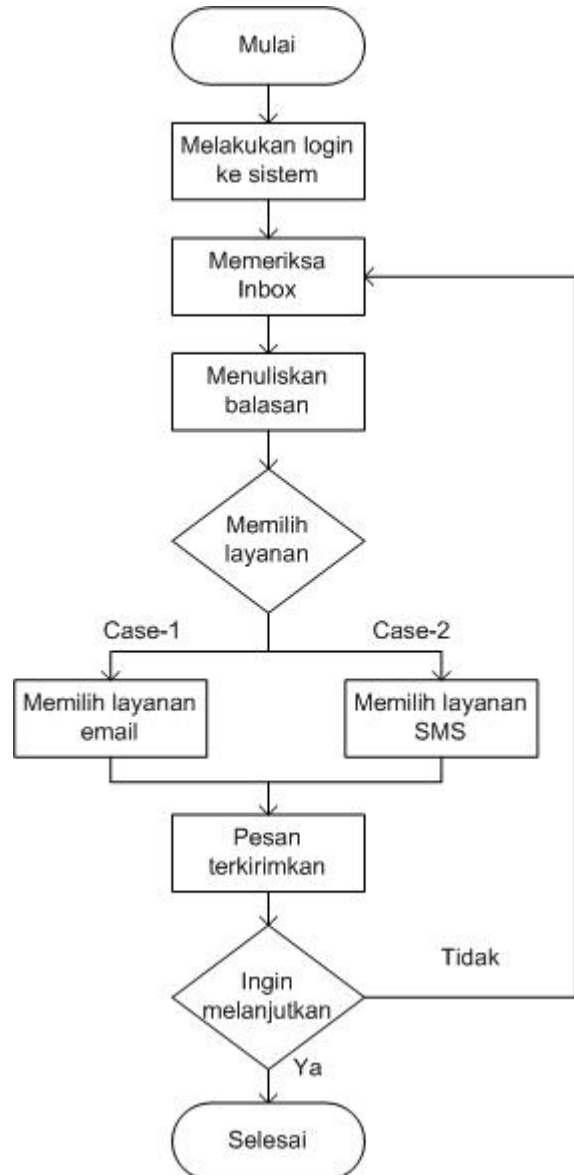 Mulai
Melakukan login
ke sistem
Memeriksa
Inbox
Menuliskan
balasan
Memilih
layanan
Case-1
Case-2
Memilih layanan
email
Memilih layanan
SMS
Pesan
terkirimkan
Ingin
melanjutkan
Tidak
Ya
Selesai